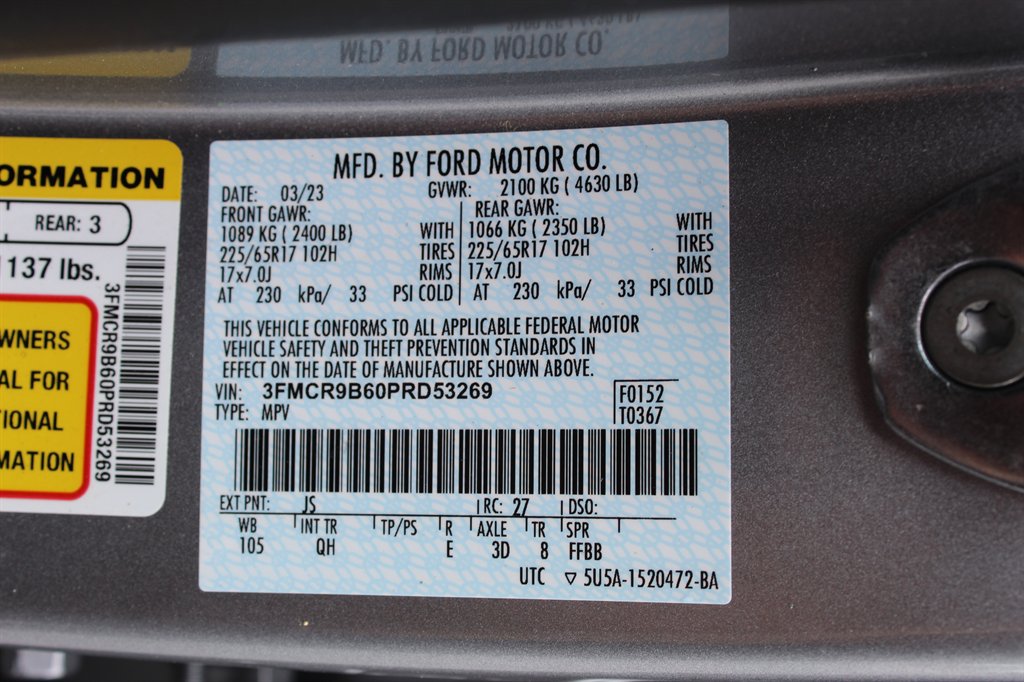 MFD. BY FORD MOTOR CO.
ORMATION
REAR: 3
1137 lbs.
3FMCR9B60PRD53269
WNERS
AL FOR
TIONAL
MATION
MFD. BY FORD MOTOR CO.
DATE: 03/23 GVWR: 2100 KG ( 4630 LB)
FRONT GAWR: REAR GAWR:
1089 KG ( 2400 LB) WITH 1066 KG ( 2350 LB) WITH
225/65R17 102H TIRES 225/65R17 102H TIRES
17x7.0J RIMS 17x7.0J RIMS
AT 230 kPa/ 33 PSI COLD AT 230 kPa/ 33 PSI COLD
THIS VEHICLE CONFORMS TO ALL APPLICABLE FEDERAL MOTOR
VEHICLE SAFETY AND THEFT PREVENTION STANDARDS IN
EFFECT ON THE DATE OF MANUFACTURE SHOWN ABOVE.
VIN: 3FMCR9B60PRD53269 F0152
TYPE: MPV T0367
EXT PNT: JS RC: 27 DSO:
WB INT TR TP/PS R AXLE TR SPR
105 QH E 3D 8 FFBB
UTC ▽ 5U5A-1520472-BA